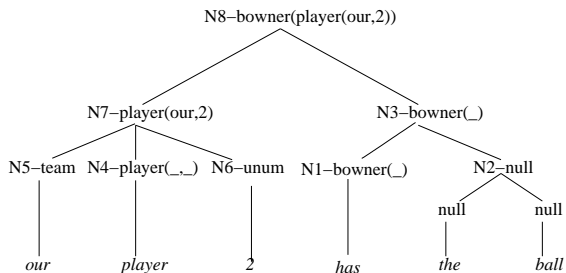 N8−bowner(player(our,2))
N7−player(our,2) N3−bowner(_)
N5−team N4−player(_,_) N6−unum N1−bowner(_) N2−null
null null
our player 2 has the ball